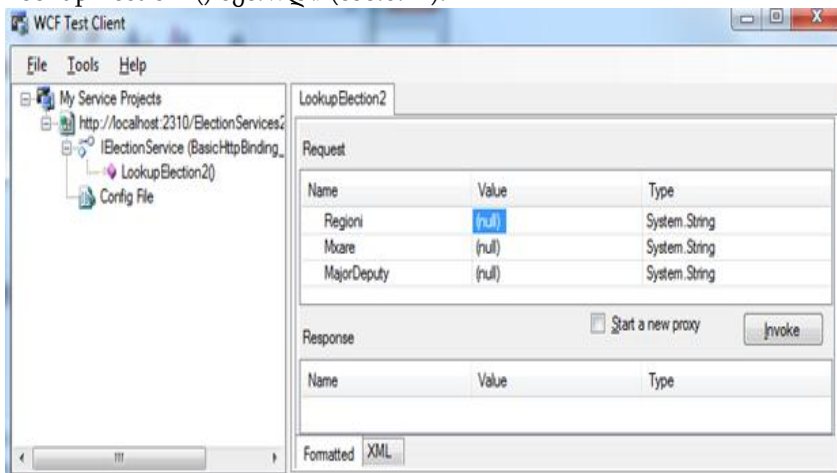 WCF Test Client
File Tools Help
My Service Projects
http://localhost:2310/ElectionServices2
IElectionService (BasicHttpBinding_
LookupElection2()
Config File
LookupElection2
Request
Name Value Type
Regioni (null) System.String
Mxare (null) System.String
MajorDeputy (null) System.String
Start a new proxy
Invoke
Response
Name Value Type
Formatted XML